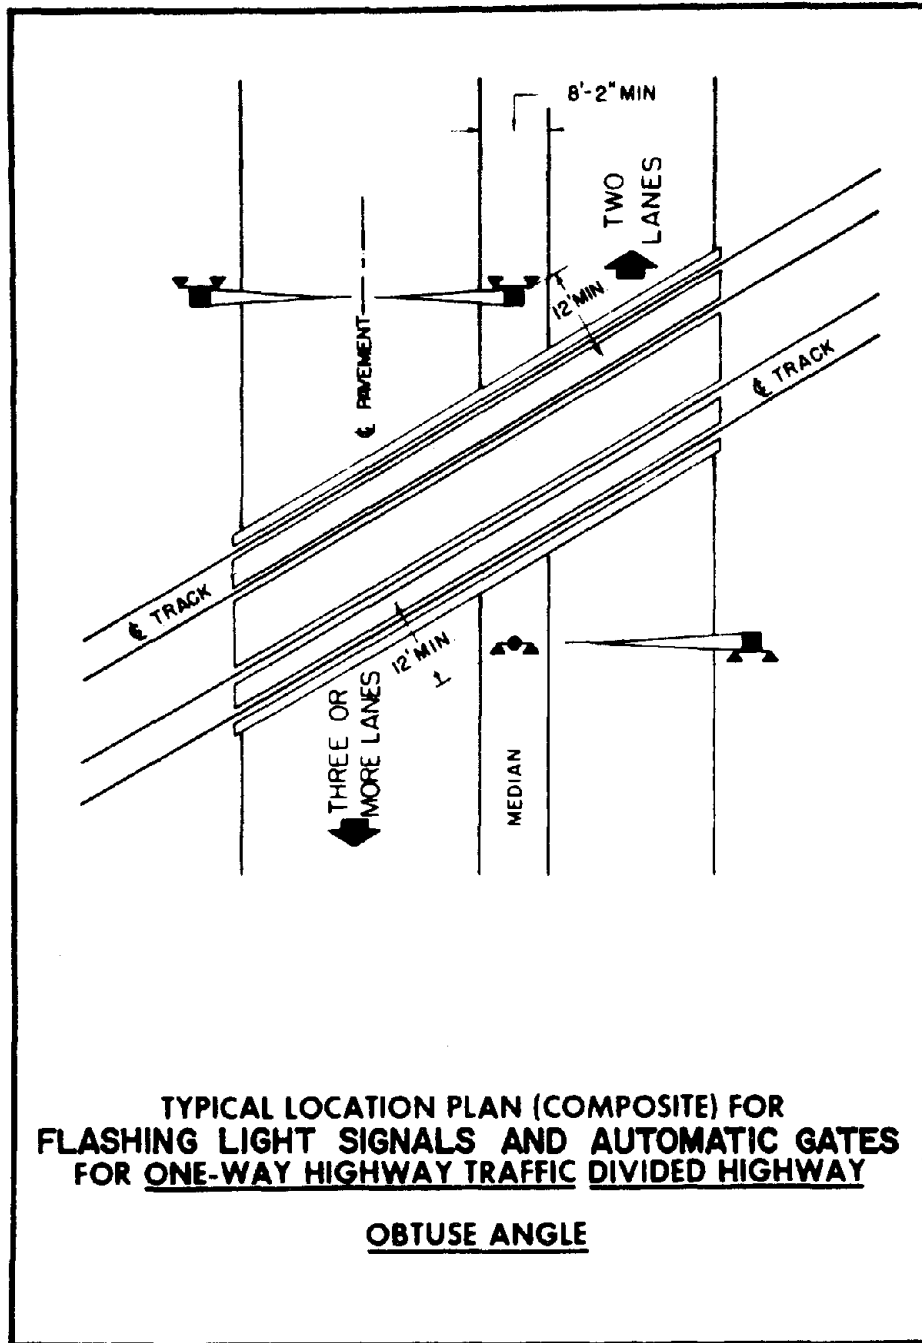 8'-2" MIN
TWO
LANES
12' MIN.
℄ PAVEMENT
℄ TRACK
℄ TRACK
12' MIN.
THREE OR
MORE LANES
MEDIAN
TYPICAL LOCATION PLAN (COMPOSITE) FOR
FLASHING LIGHT SIGNALS AND AUTOMATIC GATES
FOR ONE-WAY HIGHWAY TRAFFIC DIVIDED HIGHWAY
OBTUSE ANGLE